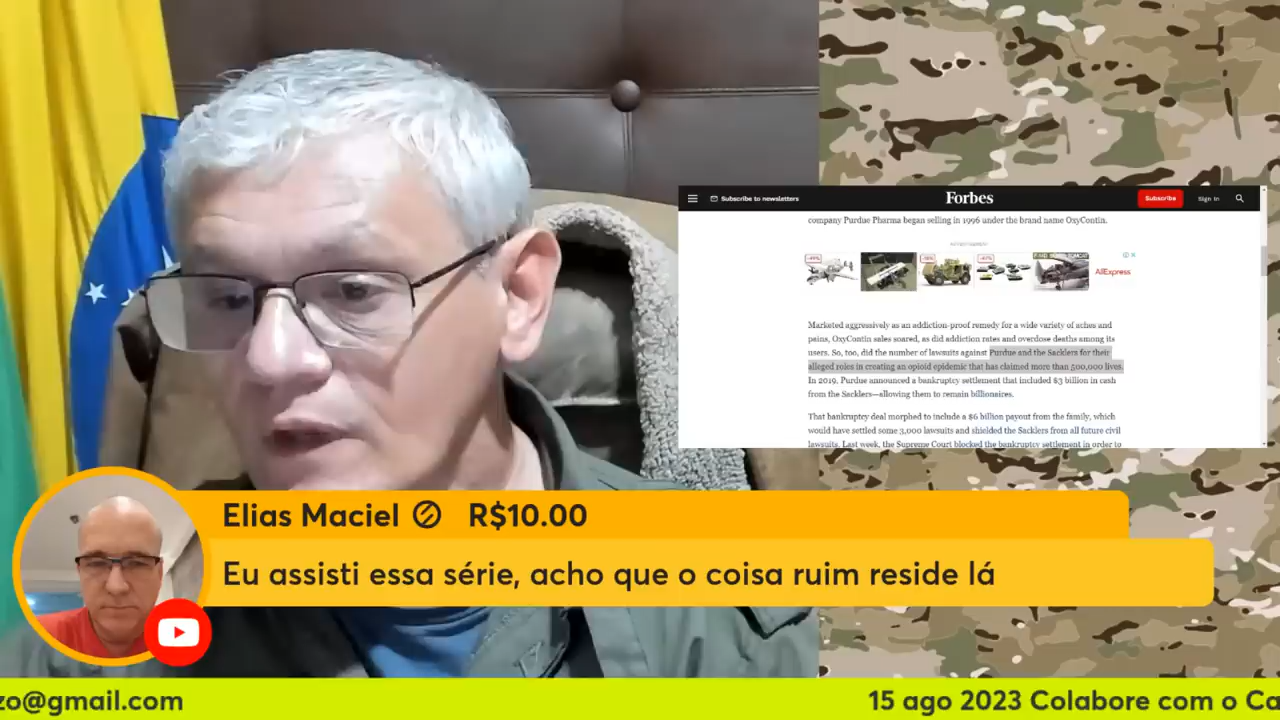 Subscribe to newsletters
Forbes
Subscribe
Sign In
company Purdue Pharma began selling in 1996 under the brand name OxyContin.
ADVERTISEMENT
AliExpress
Marketed aggressively as an addiction-proof remedy for a wide variety of aches and
pains, OxyContin sales soared, as did addiction rates and overdose deaths among its
users. So, too, did the number of lawsuits against Purdue and the Sacklers for their
alleged roles in creating an opioid epidemic that has claimed more than 500,000 lives.
In 2019, Purdue announced a bankruptcy settlement that included $3 billion in cash
from the Sacklers—allowing them to remain billionaires.
That bankruptcy deal morphed to include a $6 billion payout from the family, which
would have settled some 3,000 lawsuits and shielded the Sacklers from all future civil
lawsuits. Last week, the Supreme Court blocked the bankruptcy settlement in order to
Elias Maciel R$10.00
Eu assisti essa série, acho que o coisa ruim reside lá
zo@gmail.com
15 ago 2023 Colabore com o Ca